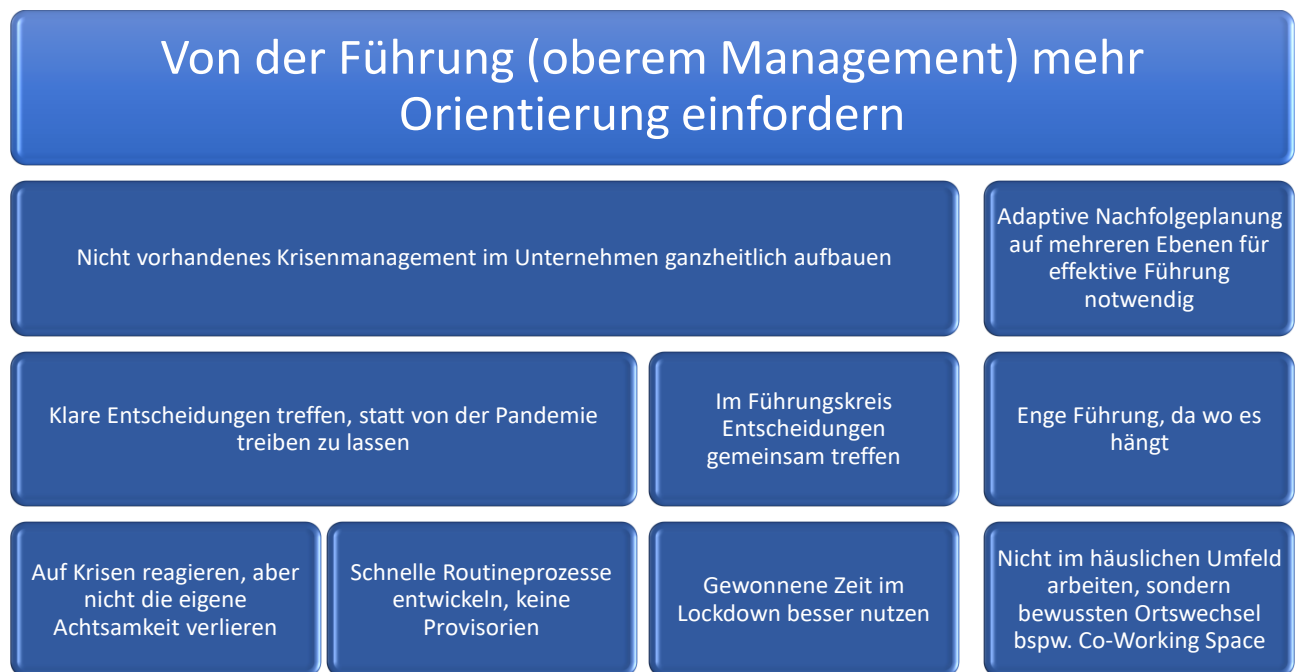 Von der Führung (oberem Management) mehr
Orientierung einfordern
Nicht vorhandenes Krisenmanagement im Unternehmen ganzheitlich aufbauen
Adaptive Nachfolgeplanung
auf mehreren Ebenen für
effektive Führung
notwendig
Klare Entscheidungen treffen, statt von der Pandemie
treiben zu lassen
Im Führungskreis
Entscheidungen
gemeinsam treffen
Enge Führung, da wo es
hängt
Auf Krisen reagieren, aber
nicht die eigene
Achtsamkeit verlieren
Schnelle Routineprozesse
entwickeln, keine
Provisorien
Gewonnene Zeit im
Lockdown besser nutzen
Nicht im häuslichen Umfeld
arbeiten, sondern
bewussten Ortswechsel
bspw. Co-Working Space